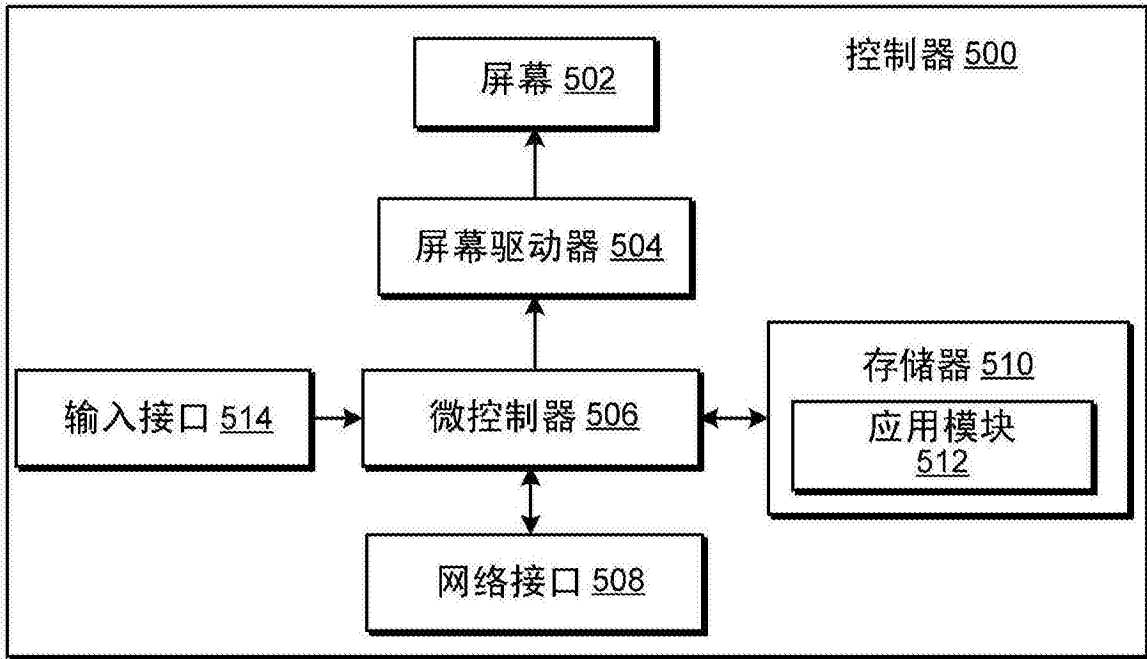 控制器 500
屏幕 502
屏幕驱动器 504
存储器 510
输入接口 514
微控制器 506
应用模块
512
网络接口 508